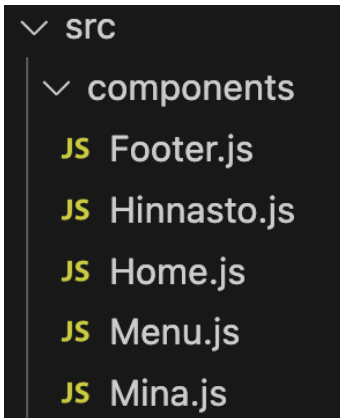 src
components
JS Footer.js
JS Hinnasto.js
JS Home.js
JS Menu.js
JS Mina.js